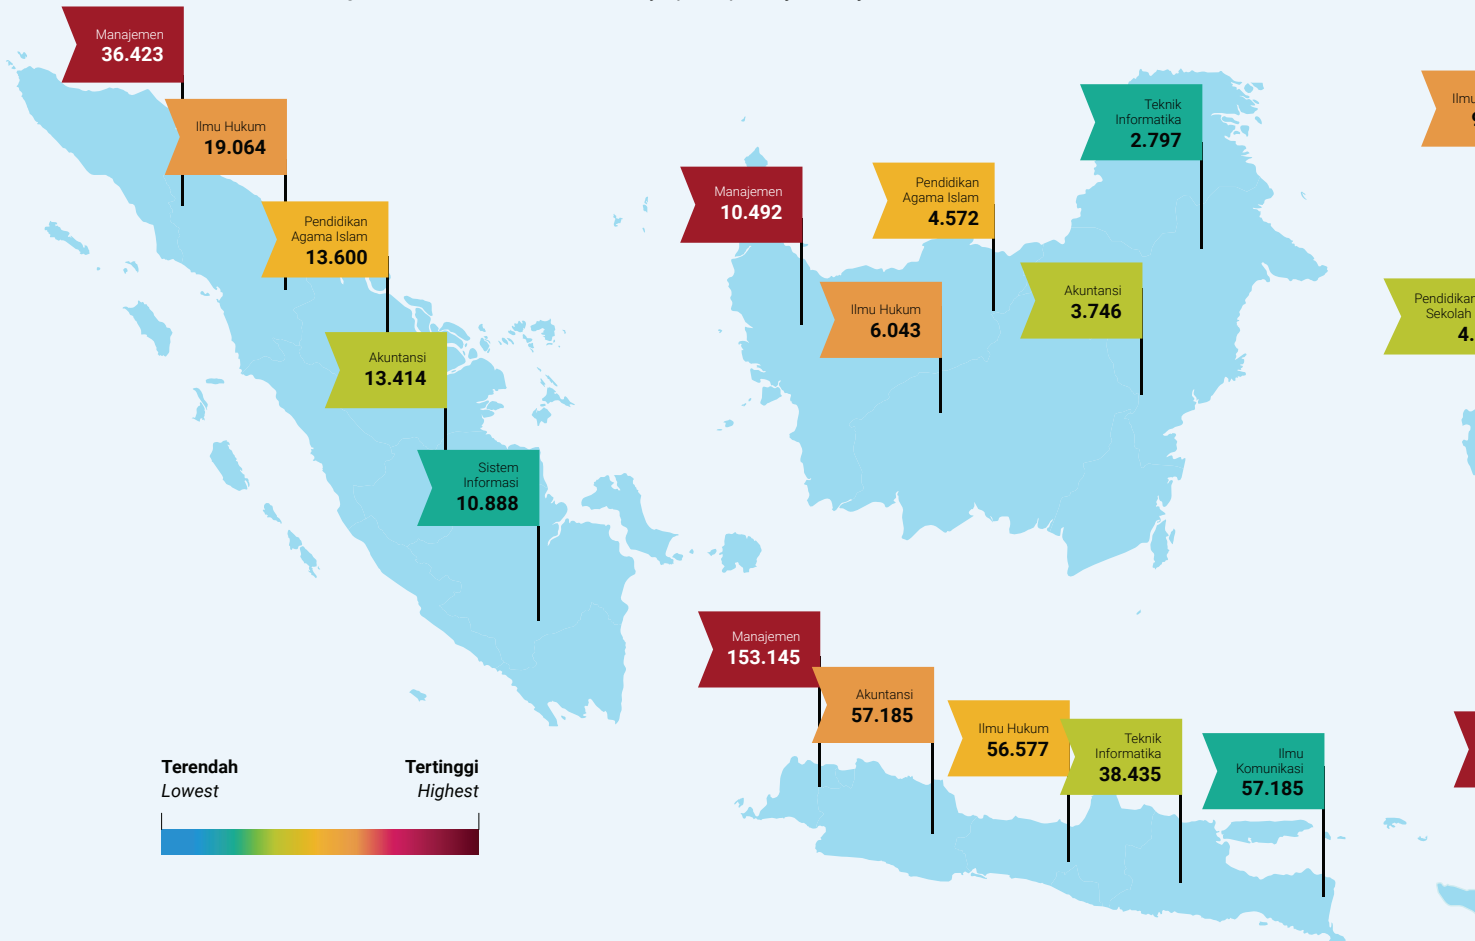 Manajemen
36.423
Ilmu Hukum
19.064
Pendidikan
Agama Islam
13.600
Akuntansi
13.414
Sistem
Informasi
10.888
Manajemen
10.492
Pendidikan
Agama Islam
4.572
Teknik
Informatika
2.797
Ilmu Hukum
6.043
Akuntansi
3.746
Pendidikan
Sekolah
4.
Manajemen
153.145
Akuntansi
57.185
Ilmu Hukum
56.577
Teknik
Informatika
38.435
Ilmu
Komunikasi
57.185
Terendah
Lowest
Tertinggi
Highest